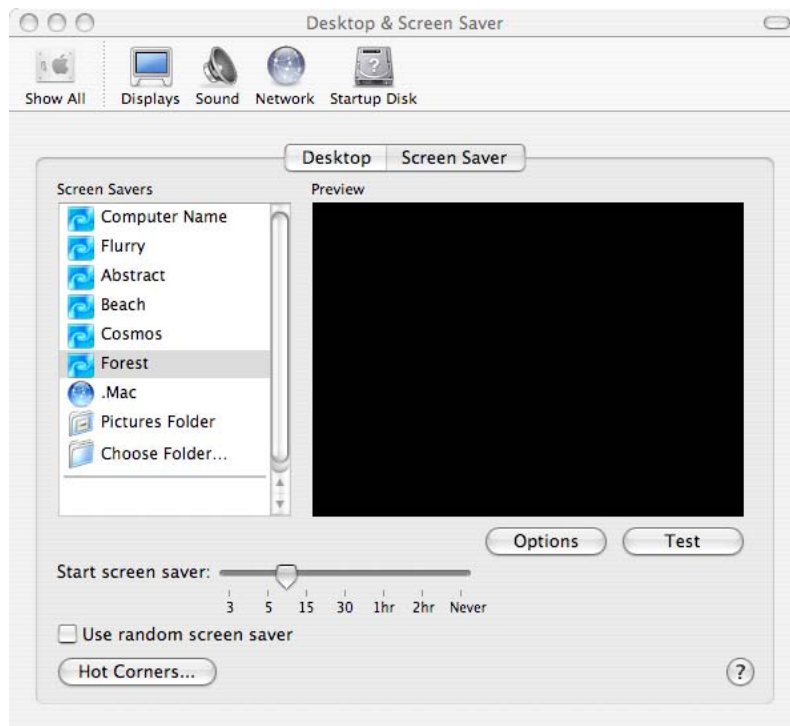 Desktop & Screen Saver
Show All Displays Sound Network Startup Disk
Desktop Screen Saver
Screen Savers Preview
Computer Name
Flurry
Abstract
Beach
Cosmos
Forest
.Mac
Pictures Folder
Choose Folder...
Options Test
Start screen saver:
3 5 15 30 1hr 2hr Never
Use random screen saver
Hot Corners... ?